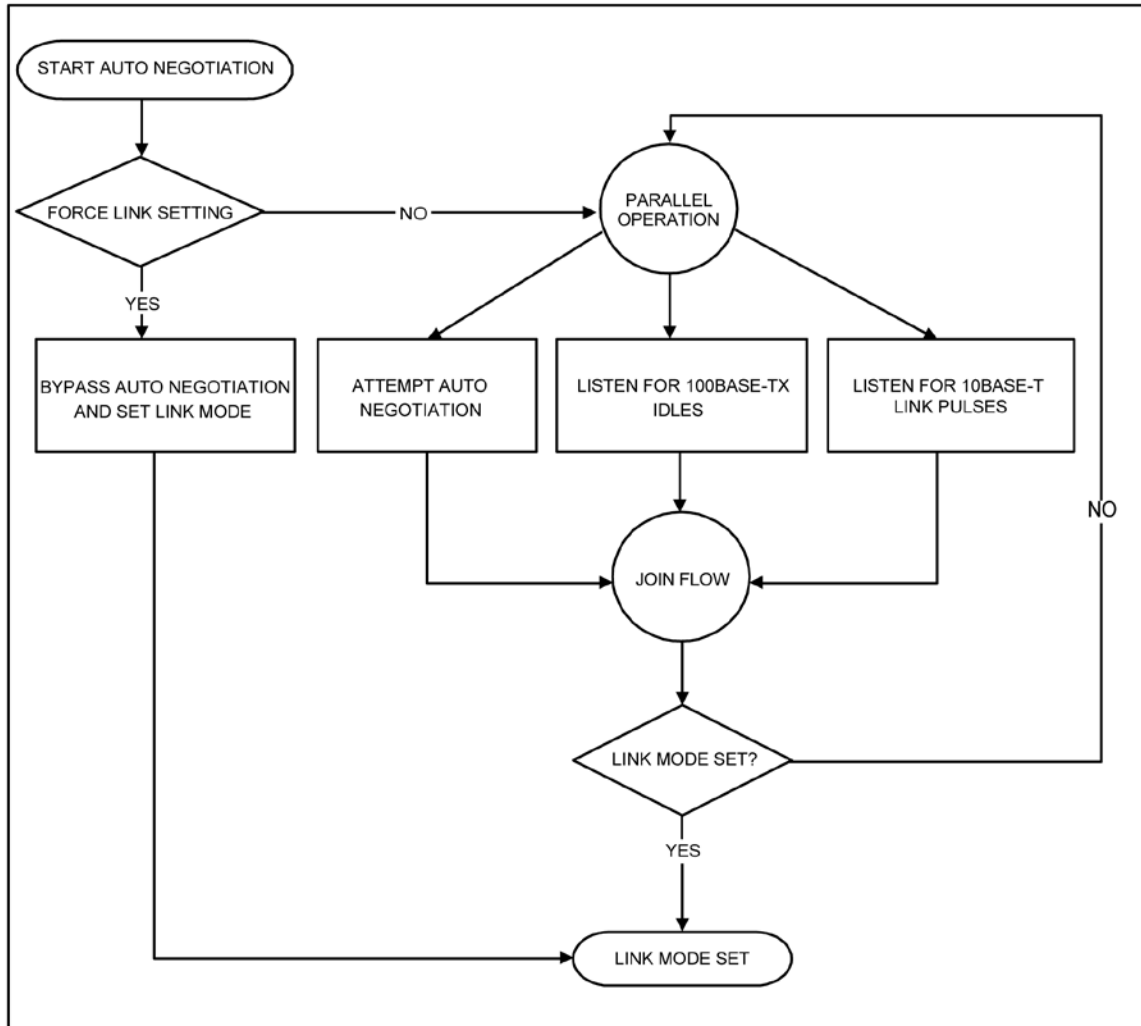 START AUTO NEGOTIATION
FORCE LINK SETTING
NO
PARALLEL
OPERATION
YES
BYPASS AUTO NEGOTIATION
AND SET LINK MODE
ATTEMPT AUTO
NEGOTIATION
LISTEN FOR 100BASE-TX
IDLES
LISTEN FOR 10BASE-T
LINK PULSES
NO
JOIN FLOW
LINK MODE SET?
YES
LINK MODE SET